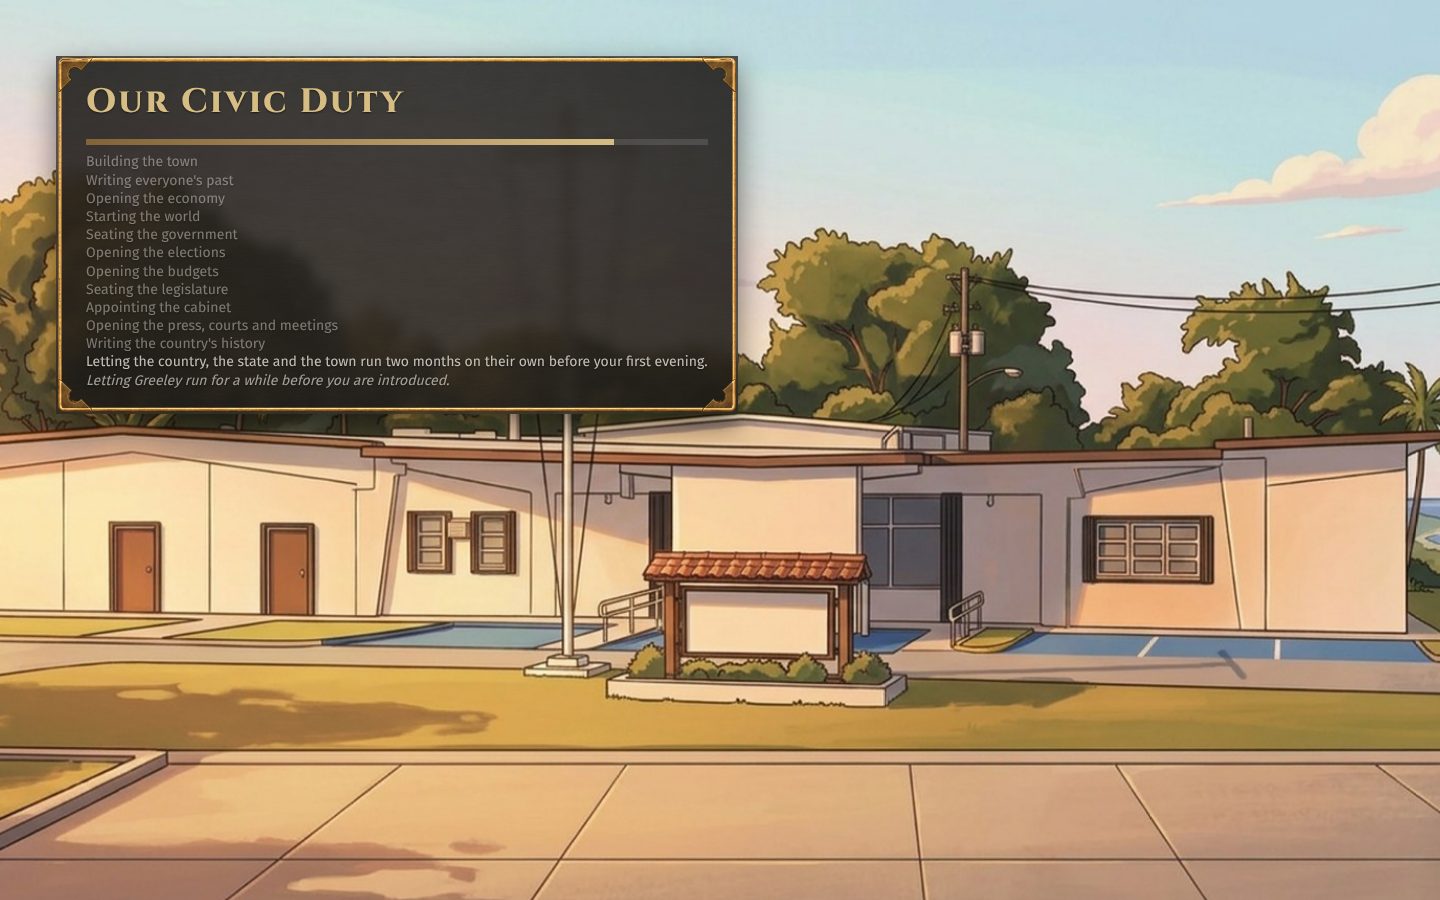 Our Civic Duty
Building the town
Writing everyone's past
Opening the economy
Starting the world
Seating the government
Opening the elections
Opening the budgets
Seating the legislature
Appointing the cabinet
Opening the press, courts and meetings
Writing the country's history
Letting the country, the state and the town run two months on their own before your first evening.
Letting Greeley run for a while before you are introduced.